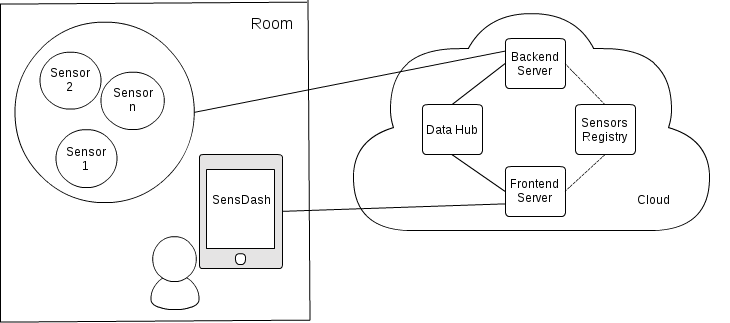 Room
Sensor
2
Sensor
n
Sensor
1
SensDash
Backend
Server
Data Hub
Sensors
Registry
Frontend
Server
Cloud